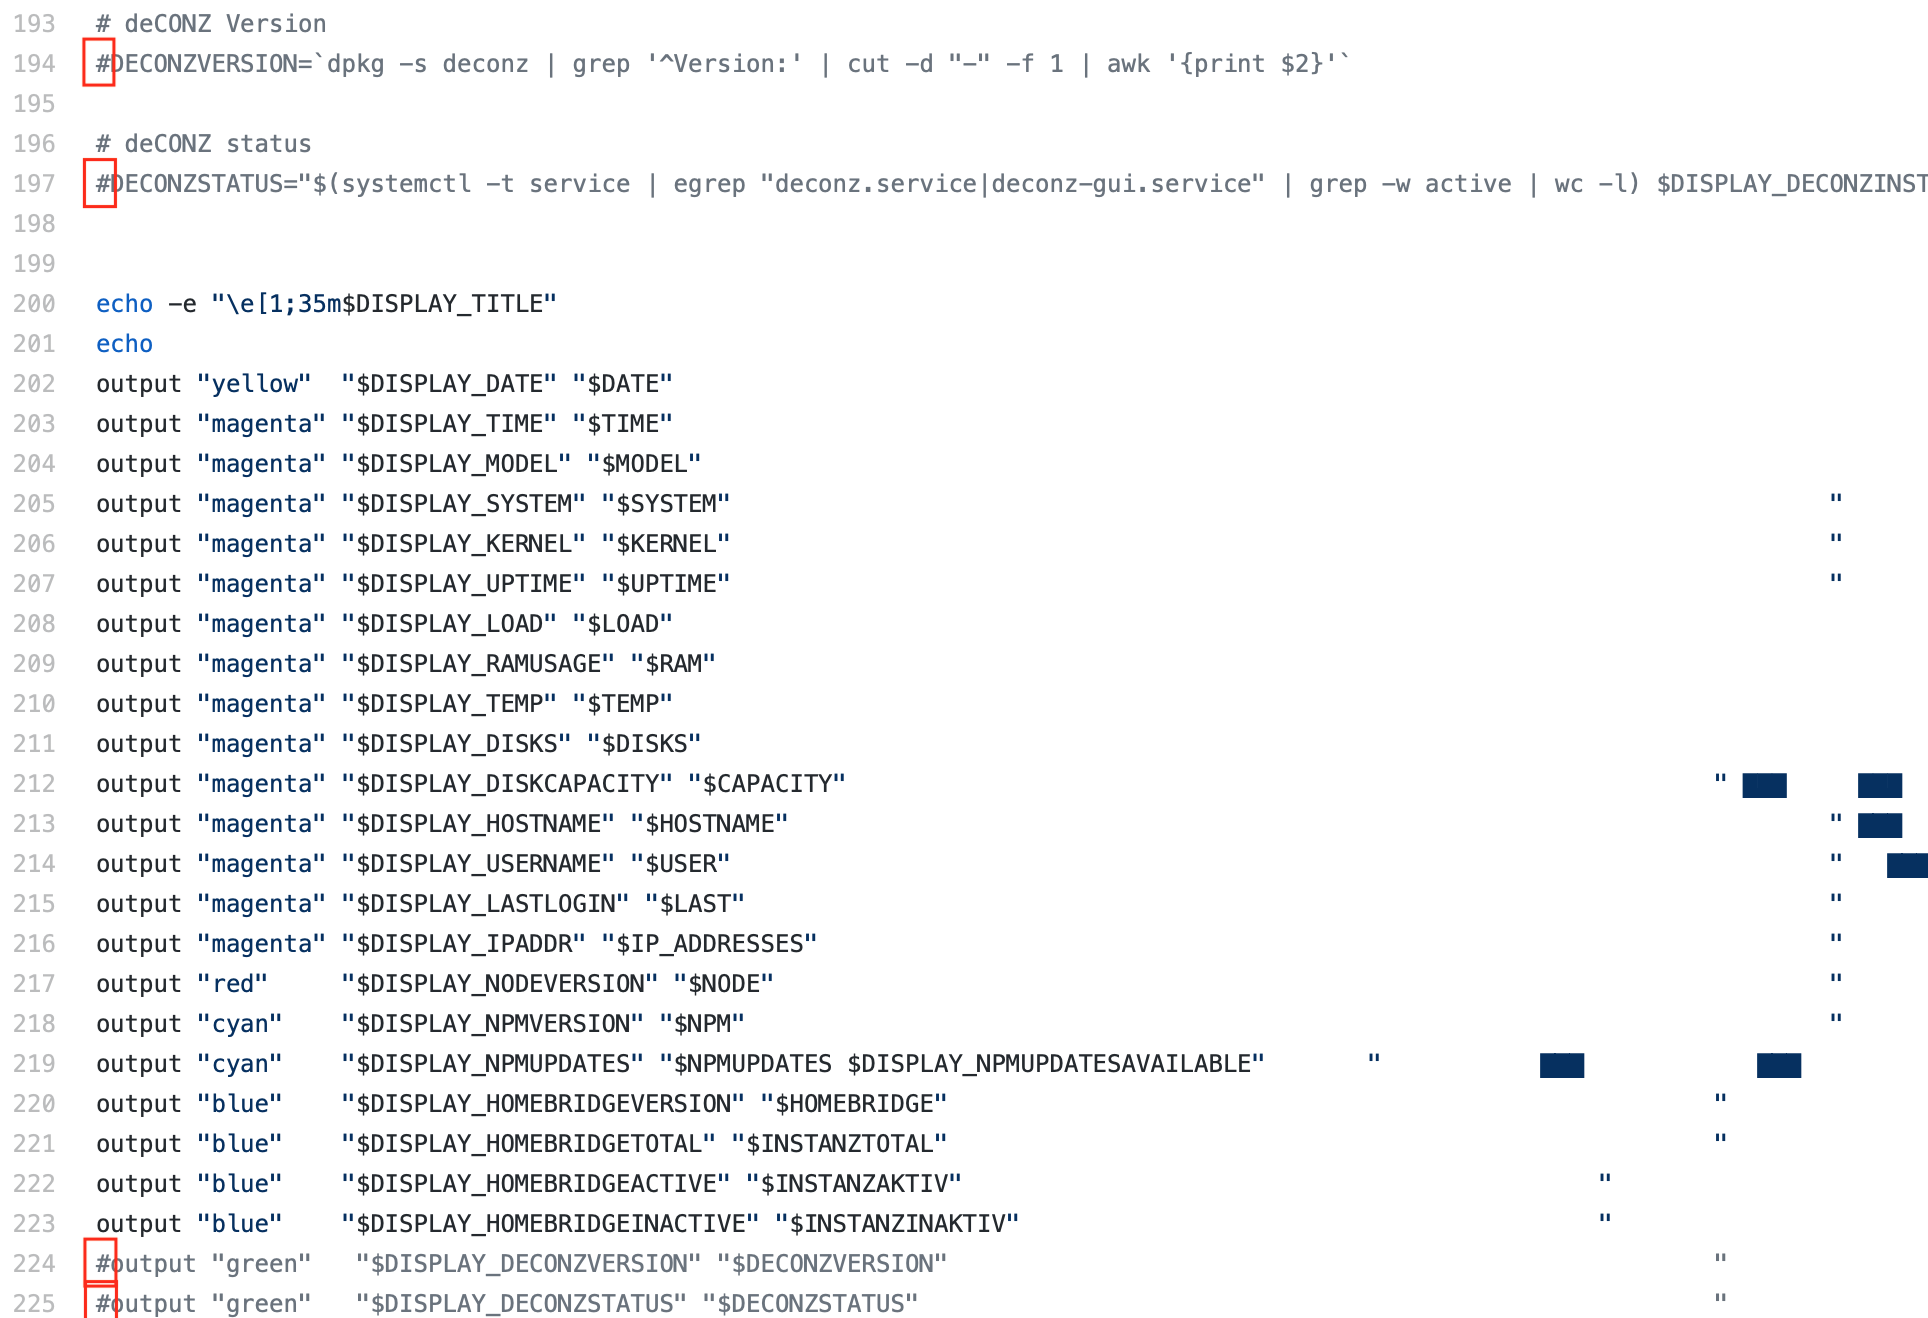 193 # deCONZ Version
194 #DECONZVERSION=`dpkg -s deconz | grep '^Version:' | cut -d "-" -f 1 | awk '{print $2}'`
195
196 # deCONZ status
197 #DECONZSTATUS="$(systemctl -t service | egrep "deconz.service|deconz-gui.service" | grep -w active | wc -l) $DISPLAY_DECONZINST
198
199
200 echo -e "\e[1;35m$DISPLAY_TITLE"
201 echo
202 output "yellow"  "$DISPLAY_DATE" "$DATE"
203 output "magenta" "$DISPLAY_TIME" "$TIME"
204 output "magenta" "$DISPLAY_MODEL" "$MODEL"
205 output "magenta" "$DISPLAY_SYSTEM" "$SYSTEM" "
206 output "magenta" "$DISPLAY_KERNEL" "$KERNEL" "
207 output "magenta" "$DISPLAY_UPTIME" "$UPTIME" "
208 output "magenta" "$DISPLAY_LOAD" "$LOAD"
209 output "magenta" "$DISPLAY_RAMUSAGE" "$RAM"
210 output "magenta" "$DISPLAY_TEMP" "$TEMP"
211 output "magenta" "$DISPLAY_DISKS" "$DISKS"
212 output "magenta" "$DISPLAY_DISKCAPACITY" "$CAPACITY" "
213 output "magenta" "$DISPLAY_HOSTNAME" "$HOSTNAME" "
214 output "magenta" "$DISPLAY_USERNAME" "$USER" "
215 output "magenta" "$DISPLAY_LASTLOGIN" "$LAST" "
216 output "magenta" "$DISPLAY_IPADDR" "$IP_ADDRESSES" "
217 output "red"     "$DISPLAY_NODEVERSION" "$NODE" "
218 output "cyan"    "$DISPLAY_NPMVERSION" "$NPM" "
219 output "cyan"    "$DISPLAY_NPMUPDATES" "$NPMUPDATES $DISPLAY_NPMUPDATESAVAILABLE" "
220 output "blue"    "$DISPLAY_HOMEBRIDGEVERSION" "$HOMEBRIDGE" "
221 output "blue"    "$DISPLAY_HOMEBRIDGETOTAL" "$INSTANZTOTAL" "
222 output "blue"    "$DISPLAY_HOMEBRIDGEACTIVE" "$INSTANZAKTIV" "
223 output "blue"    "$DISPLAY_HOMEBRIDGEINACTIVE" "$INSTANZINAKTIV" "
224 #output "green"   "$DISPLAY_DECONZVERSION" "$DECONZVERSION" "
225 #output "green"   "$DISPLAY_DECONZSTATUS" "$DECONZSTATUS" "